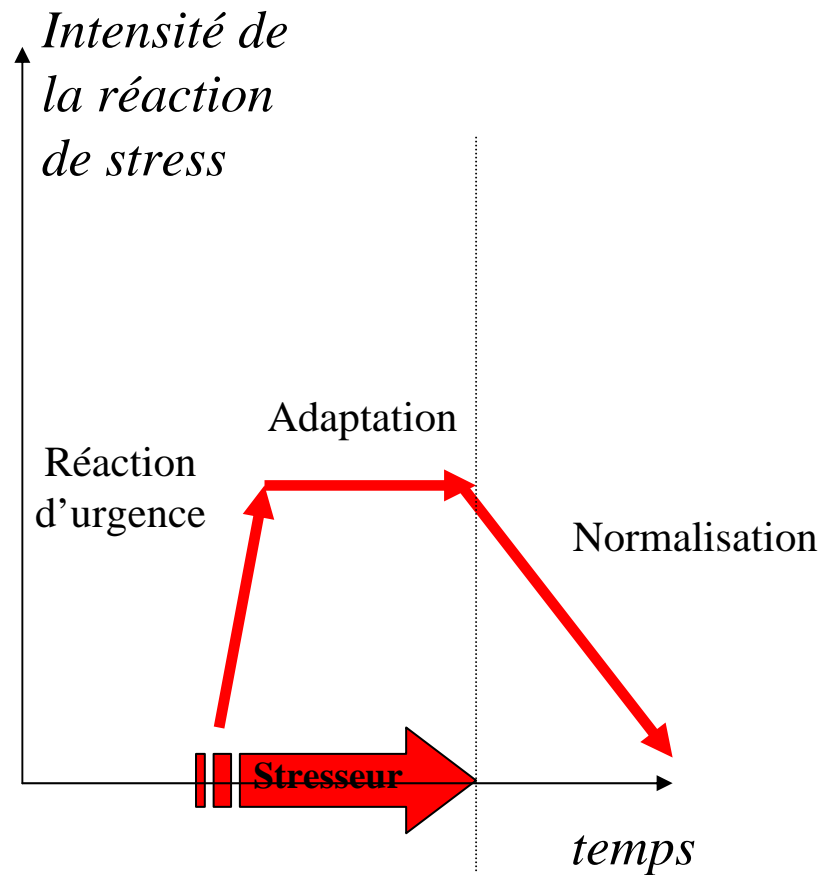 Intensité de
la réaction
de stress
Adaptation
Réaction
d’urgence
Normalisation
Stresseur
temps